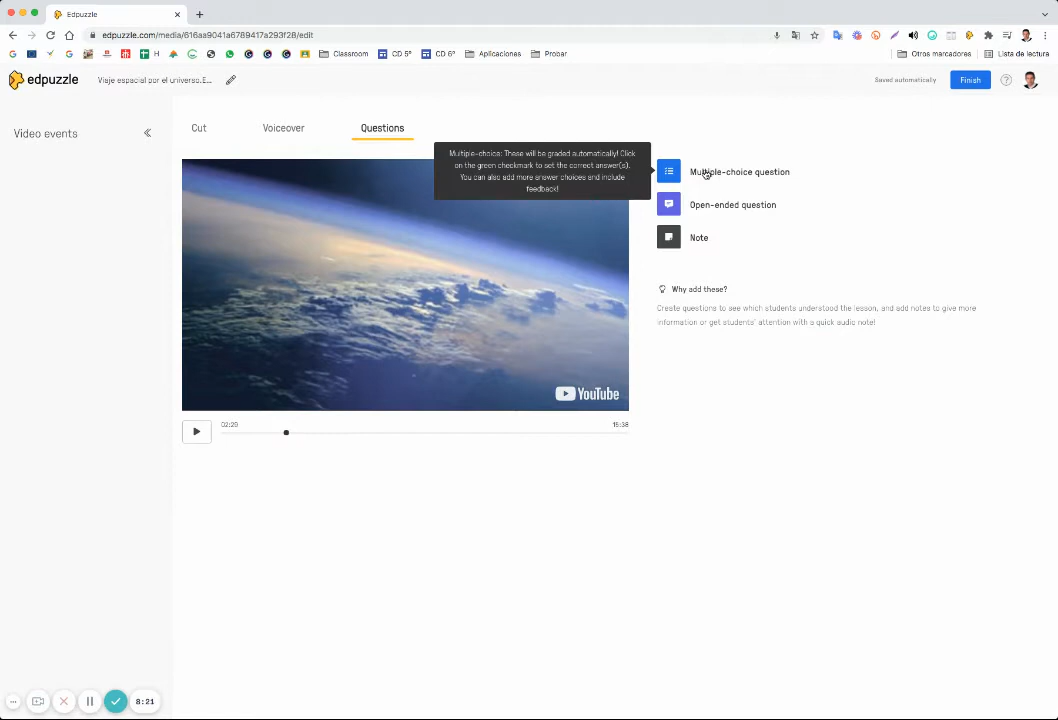 Edpuzzle
edpuzzle.com/media/616aa9041a6789417a293f28/edit
Classroom
CD 5º
CD 6º
Aplicaciones
Probar
Otros marcadores
Lista de lectura
edpuzzle
Viaje espacial por el universo.E...
Saved automatically
Finish
Video events
Cut
Voiceover
Questions
Multiple-choice: These will be graded automatically! Click
on the green checkmark to set the correct answer(s).
You can also add more answer choices and include
feedback!
Multiple-choice question
Open-ended question
Note
Why add these?
Create questions to see which students understood the lesson, and add notes to give more
information or get students' attention with a quick audio note!
YouTube
02:29
15:38
8:21